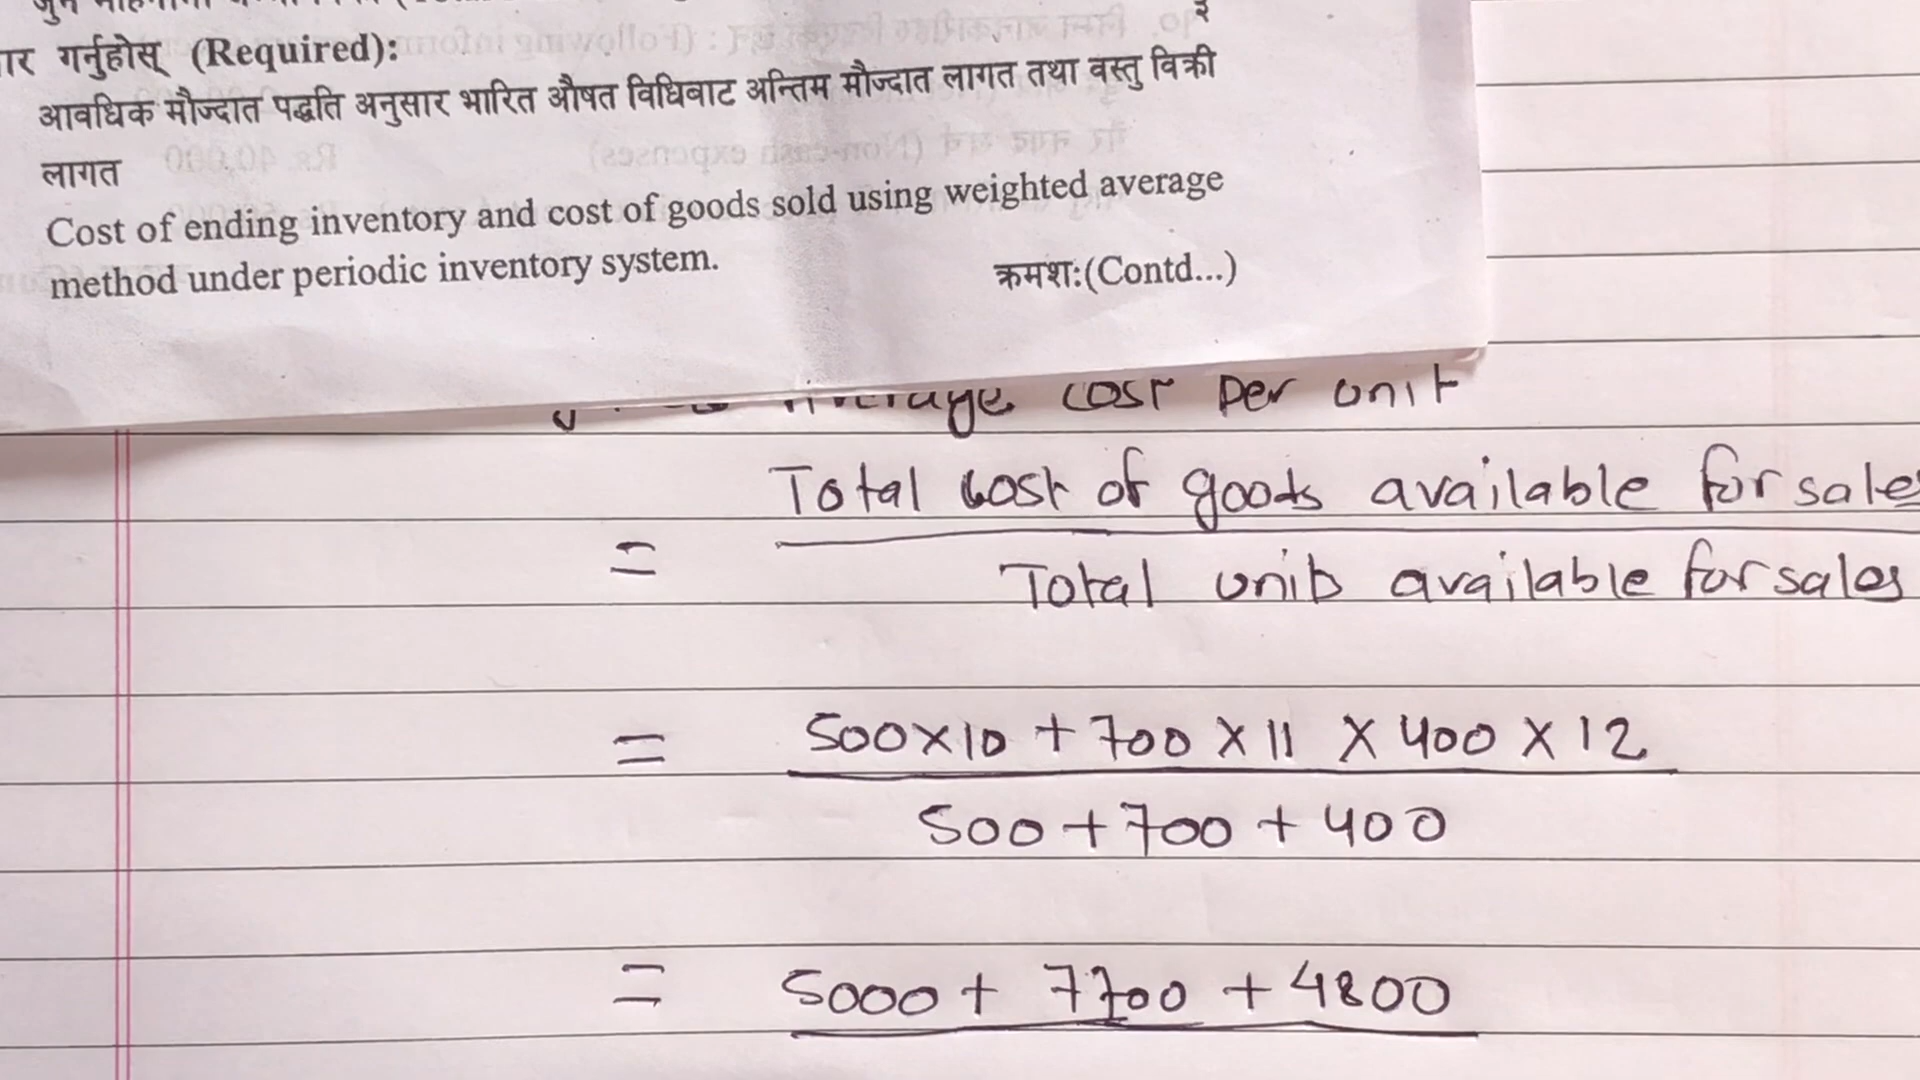 गर्नुहोस् (Required):
आवधिक मौज्दात पद्धति अनुसार भारित औषत विधिबाट अन्तिम मौज्दात लागत तथा वस्तु विक्री
लागत
Cost of ending inventory and cost of goods sold using weighted average
method under periodic inventory system.
क्रमशः(Contd...)
Average cost per unit
Total cost of goods available for sales
=
Total units available for sales
= 500×10 + 700 × 11 × 400 × 12
500 + 700 + 400
= 5000 + 7700 + 4800